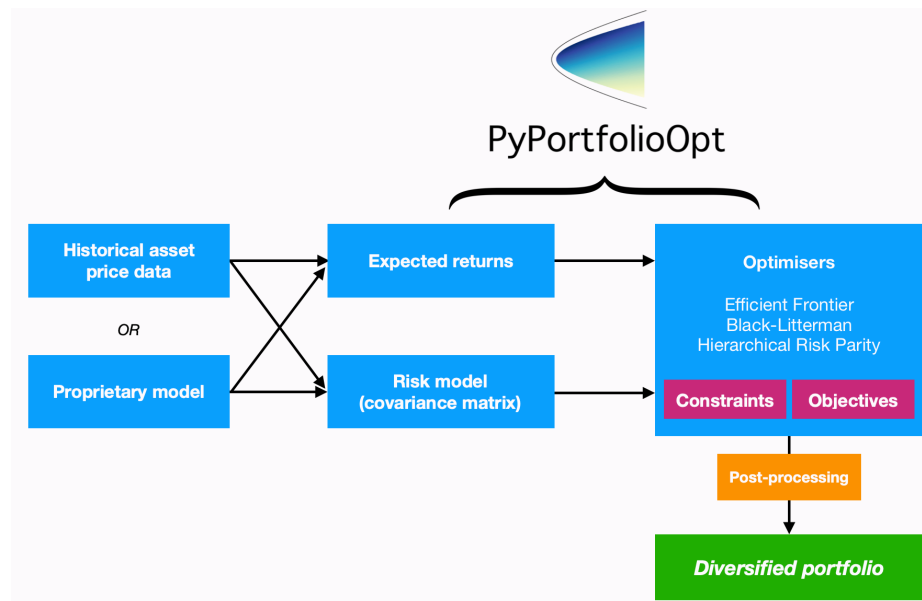 PyPortfolioOpt
Historical asset
price data
OR
Proprietary model
Expected returns
Risk model
(covariance matrix)
Optimisers
Efficient Frontier
Black-Litterman
Hierarchical Risk Parity
Constraints
Objectives
Post-processing
Diversified portfolio